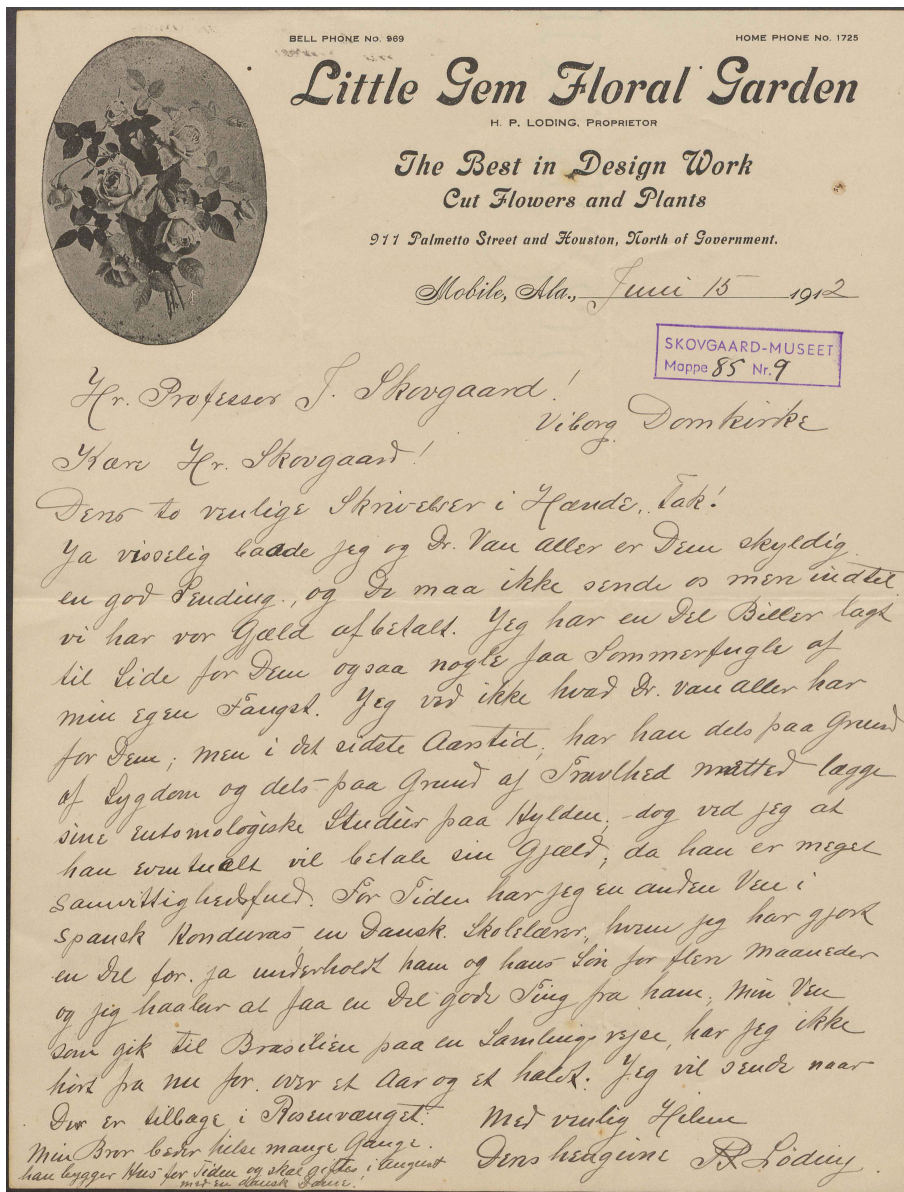 BELL PHONE No. 969
HOME PHONE No. 1725
Little Gem Floral Garden
H. P. LODING, PROPRIETOR
The Best in Design Work
Cut Flowers and Plants
911 Palmetto Street and Houston, North of Government.
Mobile, Ala., Juni 15 1912
SKOVGAARD-MUSEET
Mappe 85 Nr. 9
Hr. Professor J. Skovgaard!
Viborg Domkirke
Kære Hr. Skovgaard!
Deres to venlige Skrivelser i Hænde, Tak!
Ja visselig baade jeg og Dr. Van Aller er Dem skyldig
en god Sending, og De maa ikke sende os mere indtil
vi har vor Gjæld afbetalt. Jeg har en Del Biller lagt
til Side for Dem ogsaa nogle faa Sommerfugle af
min egen Fangst. Jeg ved ikke hvad Dr. van aller har
for Dem; men i det sidste Aarstid, har han dels paa Grund
af Sygdom og dels paa Grund af Travlhed matted lægge
sine entomologiske Studier paa Hylden, dog ved jeg at
han eventuelt vil betale sin Gjæld, da han er meget
samvittighedsfuld. For Tiden har jeg en anden Ven i
Spansk Honduras, en Dansk Skolelærer, hvem jeg har gjort
en Del for, ja underholdt ham og hans Søn for flere Maaneder
og jeg haaber at faa en Del gode Ting fra ham, Min Ven
som gik til Brasilien paa en Samlingsrejse, har jeg ikke
hørt fra nu for over et Aar og et halvt. Jeg vil sende naar
De er tilbage i Rosenvænget. Med venlig Hilsen
Deres hengivne HP Löding.
Min Bror beder hilse mange Gange.
han bygger Hus for Tiden og skal giftes i august
med en dansk Dame!